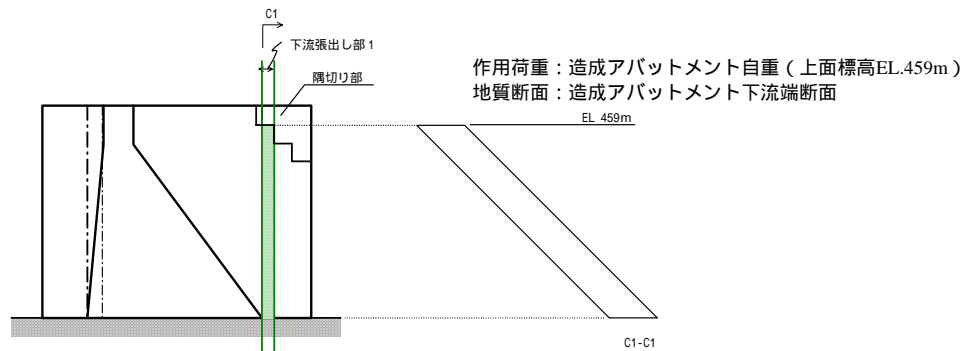 C1
下流張出し部1
隅切り部
作用荷重:造成アバットメント自重(上面標高EL.459m)
地質断面:造成アバットメント下流端断面
EL 459m
C1-C1